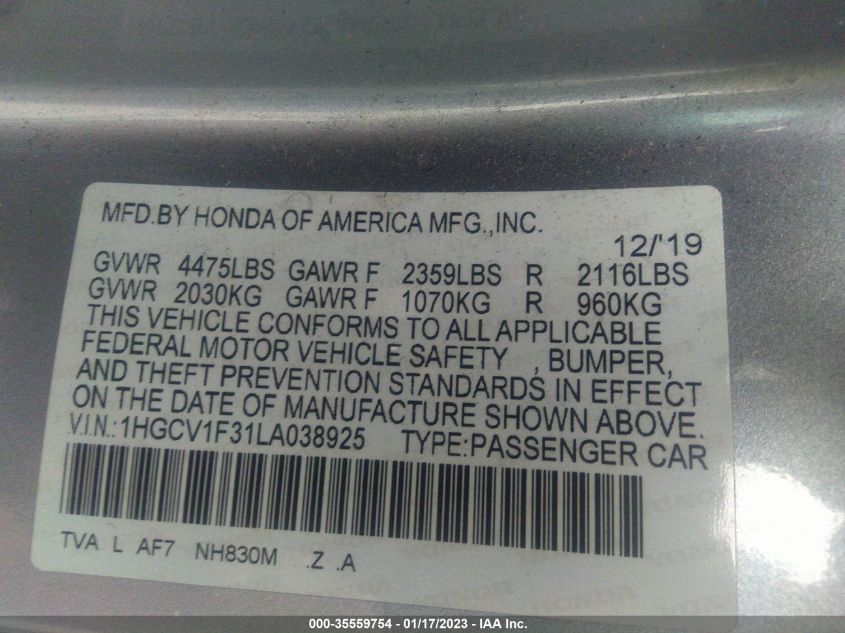 MFD.BY HONDA OF AMERICA MFG.,INC.
12/'19
GVWR 4475LBS GAWR F 2359LBS R 2116LBS
GVWR 2030KG GAWR F 1070KG R 960KG
THIS VEHICLE CONFORMS TO ALL APPLICABLE
FEDERAL MOTOR VEHICLE SAFETY , BUMPER,
AND THEFT PREVENTION STANDARDS IN EFFECT
ON THE DATE OF MANUFACTURE SHOWN ABOVE.
V.I.N.:1HGCV1F31LA038925 TYPE:PASSENGER CAR
TVA L AF7 NH830M .Z .A
000-35559754 — 01/17/2023 — IAA Inc.